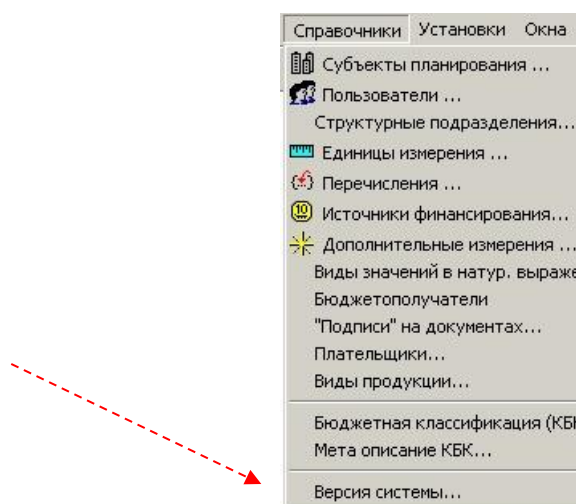 Справочники Установки Окна
Субъекты планирования ...
Пользователи ...
Структурные подразделения...
Единицы измерения ...
Перечисления ...
10 Источники финансирования...
Дополнительные измерения ...
Виды значений в натур. выраже
Бюджетополучатели
"Подписи" на документах...
Плательщики...
Виды продукции...
Бюджетная классификация (КБК
Мета описание КБК...
Версия системы...